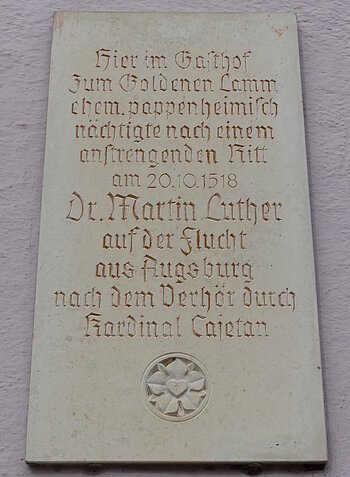 Hier im Gasthof
Zum Goldenen Lamm
ehem. pappenheimisch
nächtigte nach einem
anstrengenden Ritt
am 20.10.1518
Dr. Martin Luther
auf der Flucht
aus Augsburg
nach dem Verhör durch
Kardinal Cajetan